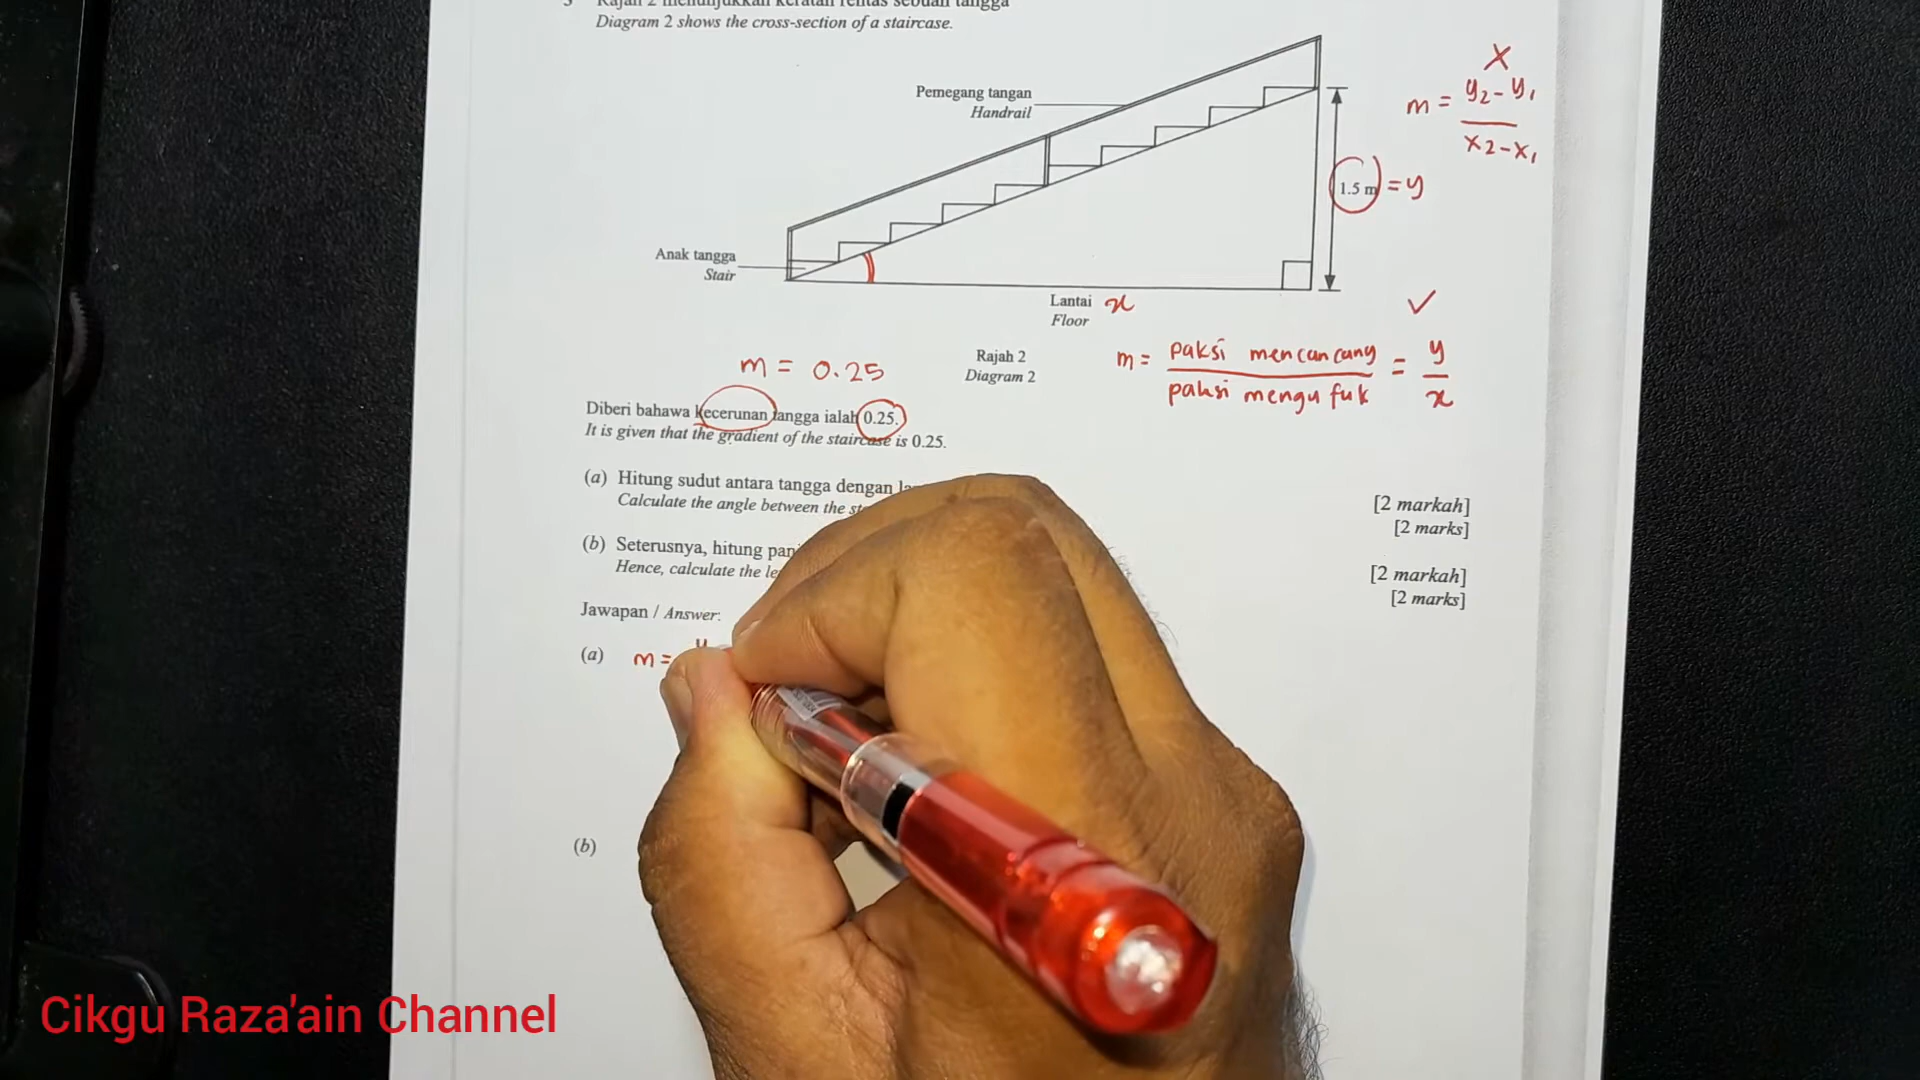 Diagram 2 shows the cross-section of a staircase.
Pemegang tangan
Handrail
X
m = y₂ - y₁
x₂ - x₁
1.5 m = y
Anak tangga
Stair
Lantai x
Floor
✓
m = 0.25
Rajah 2
Diagram 2
m = paksi mencancang = y
paksi mengufuk x
Diberi bahawa kecerunan tangga ialah 0.25.
It is given that the gradient of the staircase is 0.25.
(a) Hitung sudut antara tangga dengan
[2 markah]
Calculate the angle between the
[2 marks]
(b) Seterusnya, hitung
[2 markah]
Hence, calculate the
[2 marks]
Jawapan / Answer:
(a) m =
(b)
Cikgu Raza'ain Channel